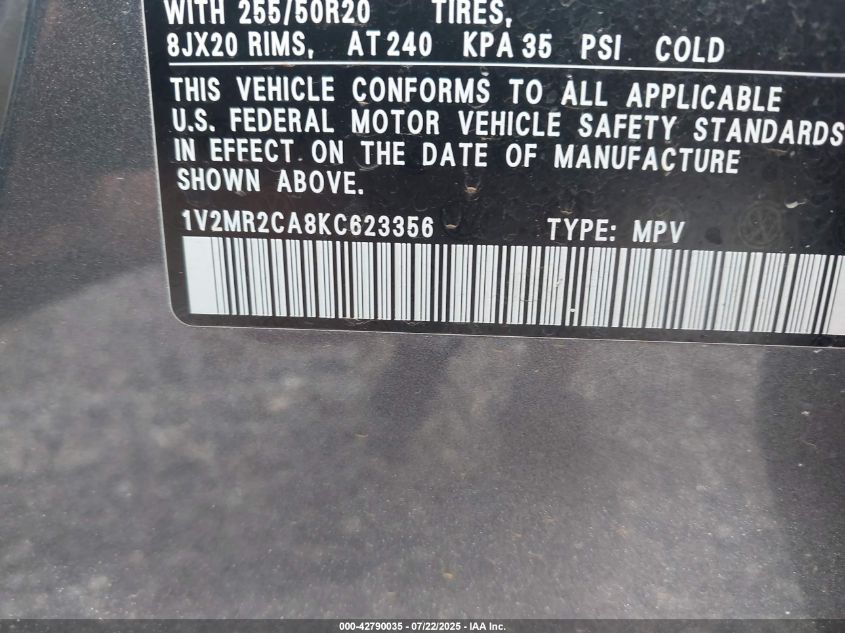 WITH 255/50R20 TIRES,
8JX20 RIMS, AT 240 KPA 35 PSI COLD
THIS VEHICLE CONFORMS TO ALL APPLICABLE
U.S. FEDERAL MOTOR VEHICLE SAFETY STANDARDS
IN EFFECT ON THE DATE OF MANUFACTURE
SHOWN ABOVE.
1V2MR2CA8KC623356 TYPE: MPV
000-42790035 - 07/22/2025 - IAA Inc.